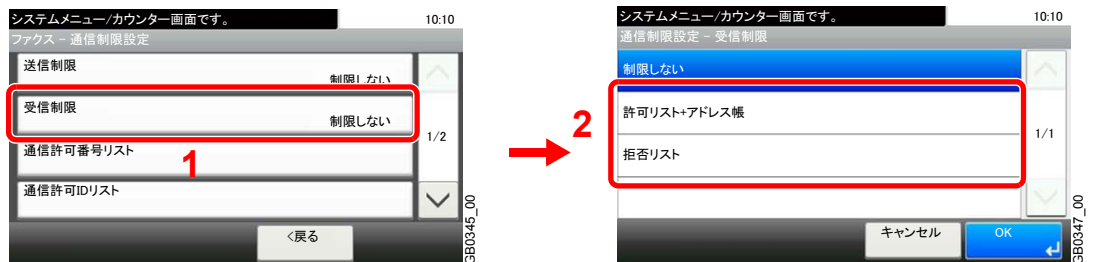 システムメニュー/カウンター画面です。
10:10
ファクス - 通信制限設定
送信制限
制限しない
受信制限
制限しない
1/2
通信許可番号リスト
1
通信許可IDリスト
<戻る
GB0345_00
2
システムメニュー/カウンター画面です。
10:10
通信制限設定 - 受信制限
制限しない
許可リスト+アドレス帳
1/1
拒否リスト
キャンセル
OK
GB0347_00